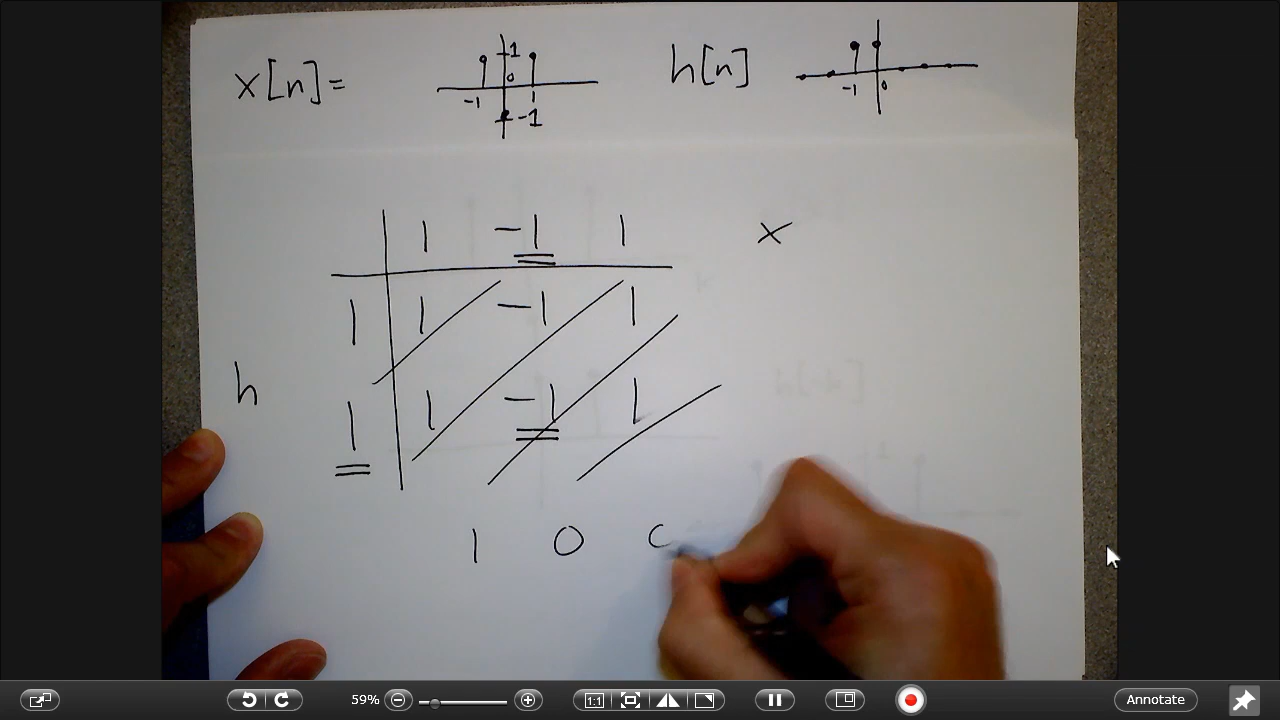 x[n]= 1 0 -1 1 -1 h[n] -1 0
1 -1 1 x
1 1 -1 1
h
1 1 -1 1
1 0
59% 1:1 Annotate